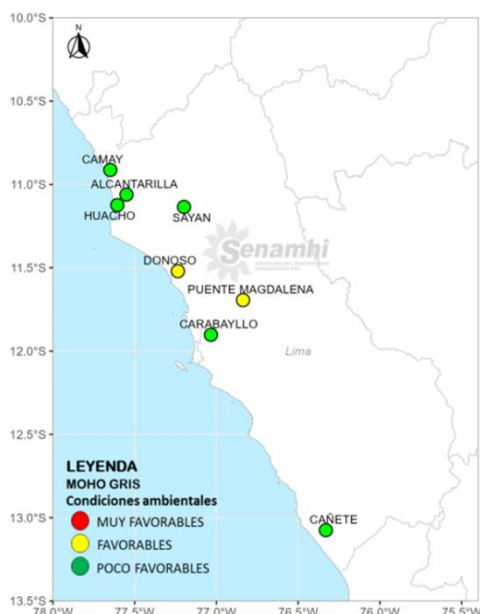 10.0°S
N
10.5°S
CAMAY
11.0°S
ALCANTARILLA
HUACHO
SAYAN
Senamhi
11.5°S
DONOSO
PUENTE MAGDALENA
CARABAYLLO
12.0°S
Lima
12.5°S
LEYENDA
MOHO GRIS
Condiciones ambientales
MUY FAVORABLES
FAVORABLES
POCO FAVORABLES
CAÑETE
13.0°S
13.5°S
78.0°W
77.5°W
77.0°W
76.5°W
76.0°W
75.5°W